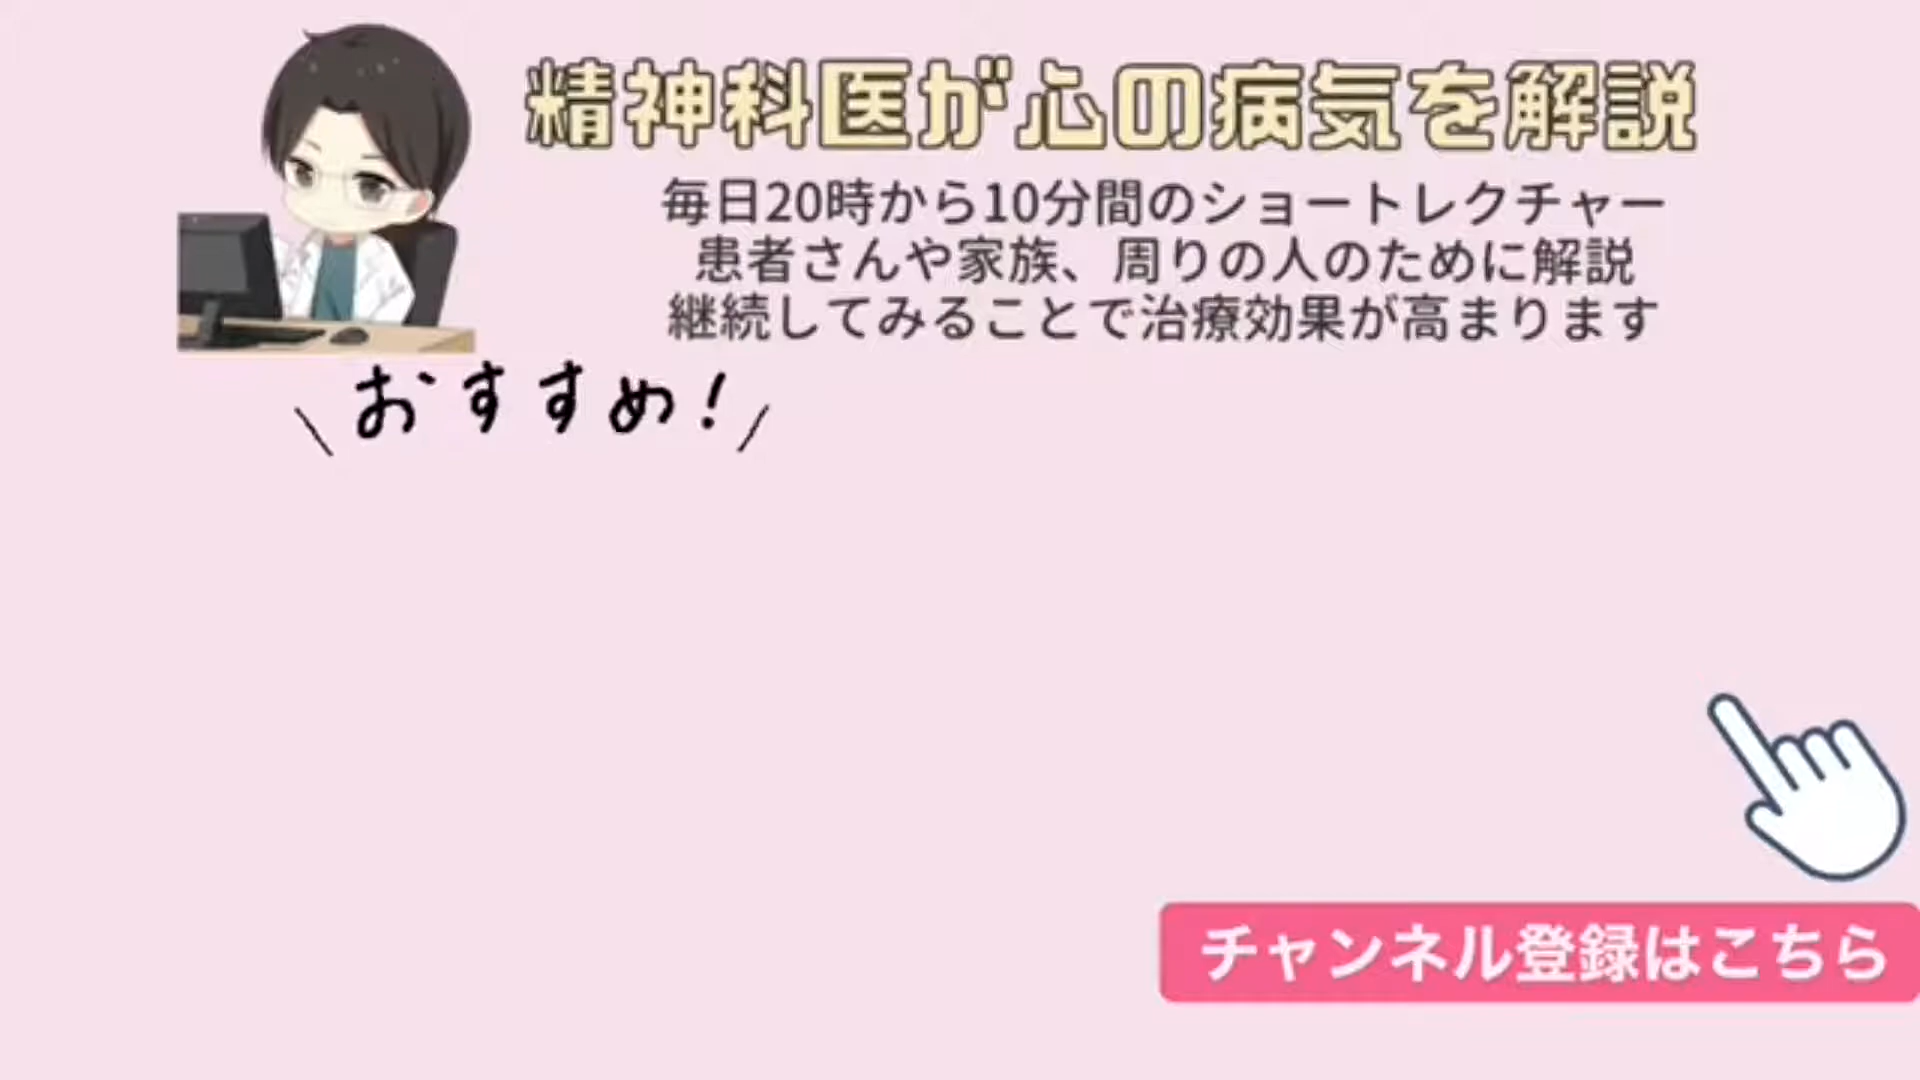 精神科医が心の病気を解説
毎日20時から10分間のショートレクチャー
患者さんや家族、周りの人のために解説
継続してみることで治療効果が高まります
おすすめ!
チャンネル登録はこちら